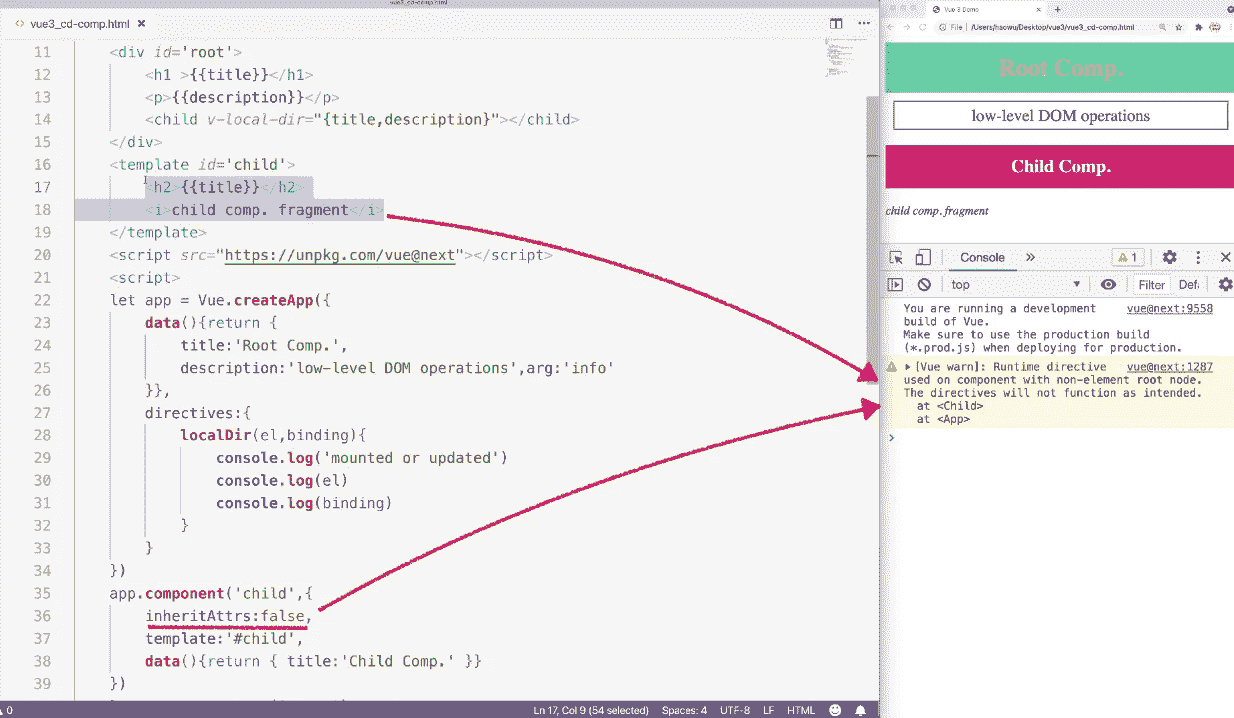 vue3_cd-comp.html
vue3_cd-comp.html
11 <div id='root'>
12 <h1 >{{title}}</h1>
13 <p>{{description}}</p>
14 <child v-local-dir="{title,description}"></child>
15 </div>
16 <template id='child'>
17 <h2>{{title}}</h2>
18 <i>child comp. fragment</i>
19 </template>
20 <script src="https://unpkg.com/vue@next"></script>
21 <script>
22 let app = Vue.createApp({
23 data(){return {
24 title:'Root Comp.',
25 description:'low-level DOM operations',arg:'info'
26 }},
27 directives:{
28 localDir(el,binding){
29 console.log('mounted or updated')
30 console.log(el)
31 console.log(binding)
32 }
33 }
34 })
35 app.component('child',{
36 inheritAttrs:false,
37 template:'#child',
38 data(){return { title:'Child Comp.' }}
39 })
0
Ln 17, Col 9 (54 selected) Spaces: 4 UTF-8 LF HTML
Vue 3 Demo
File /Users/haowu/Desktop/vue3/vue3_cd-comp.html
Root Comp.
low-level DOM operations
Child Comp.
child comp. fragment
Console 1
top Filter Defa
You are running a development vue@next:9558
build of Vue.
Make sure to use the production build
(*.prod.js) when deploying for production.
[Vue warn]: Runtime directive vue@next:1287
used on component with non-element root node.
The directives will not function as intended.
at <Child>
at <App>